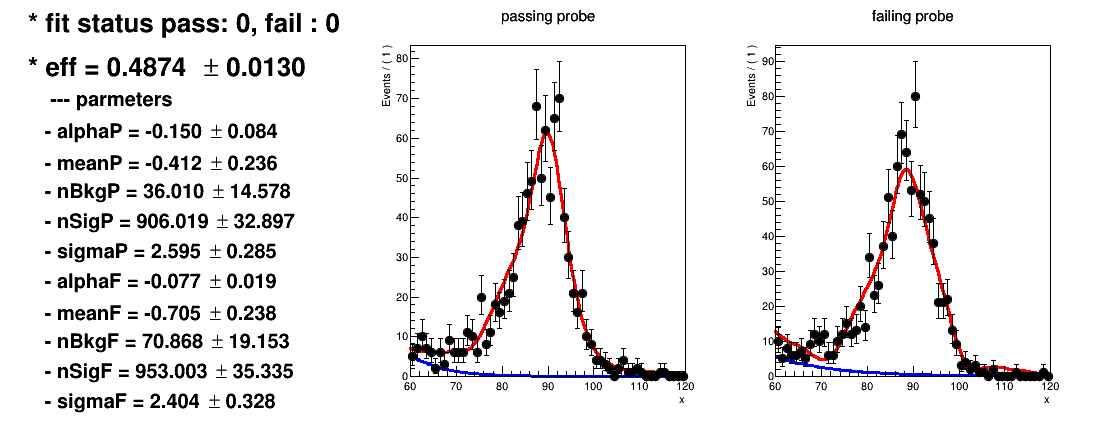 * fit status pass: 0, fail : 0
* eff = 0.4874 ± 0.0130
--- parmeters
- alphaP = -0.150 ± 0.084
- meanP = -0.412 ± 0.236
- nBkgP = 36.010 ± 14.578
- nSigP = 906.019 ± 32.897
- sigmaP = 2.595 ± 0.285
- alphaF = -0.077 ± 0.019
- meanF = -0.705 ± 0.238
- nBkgF = 70.868 ± 19.153
- nSigF = 953.003 ± 35.335
- sigmaF = 2.404 ± 0.328
passing probe
Events / ( 1 )
80
70
60
50
40
30
20
10
0
60 70 80 90 100 110 120
x
failing probe
Events / ( 1 )
90
80
70
60
50
40
30
20
10
0
60 70 80 90 100 110 120
x